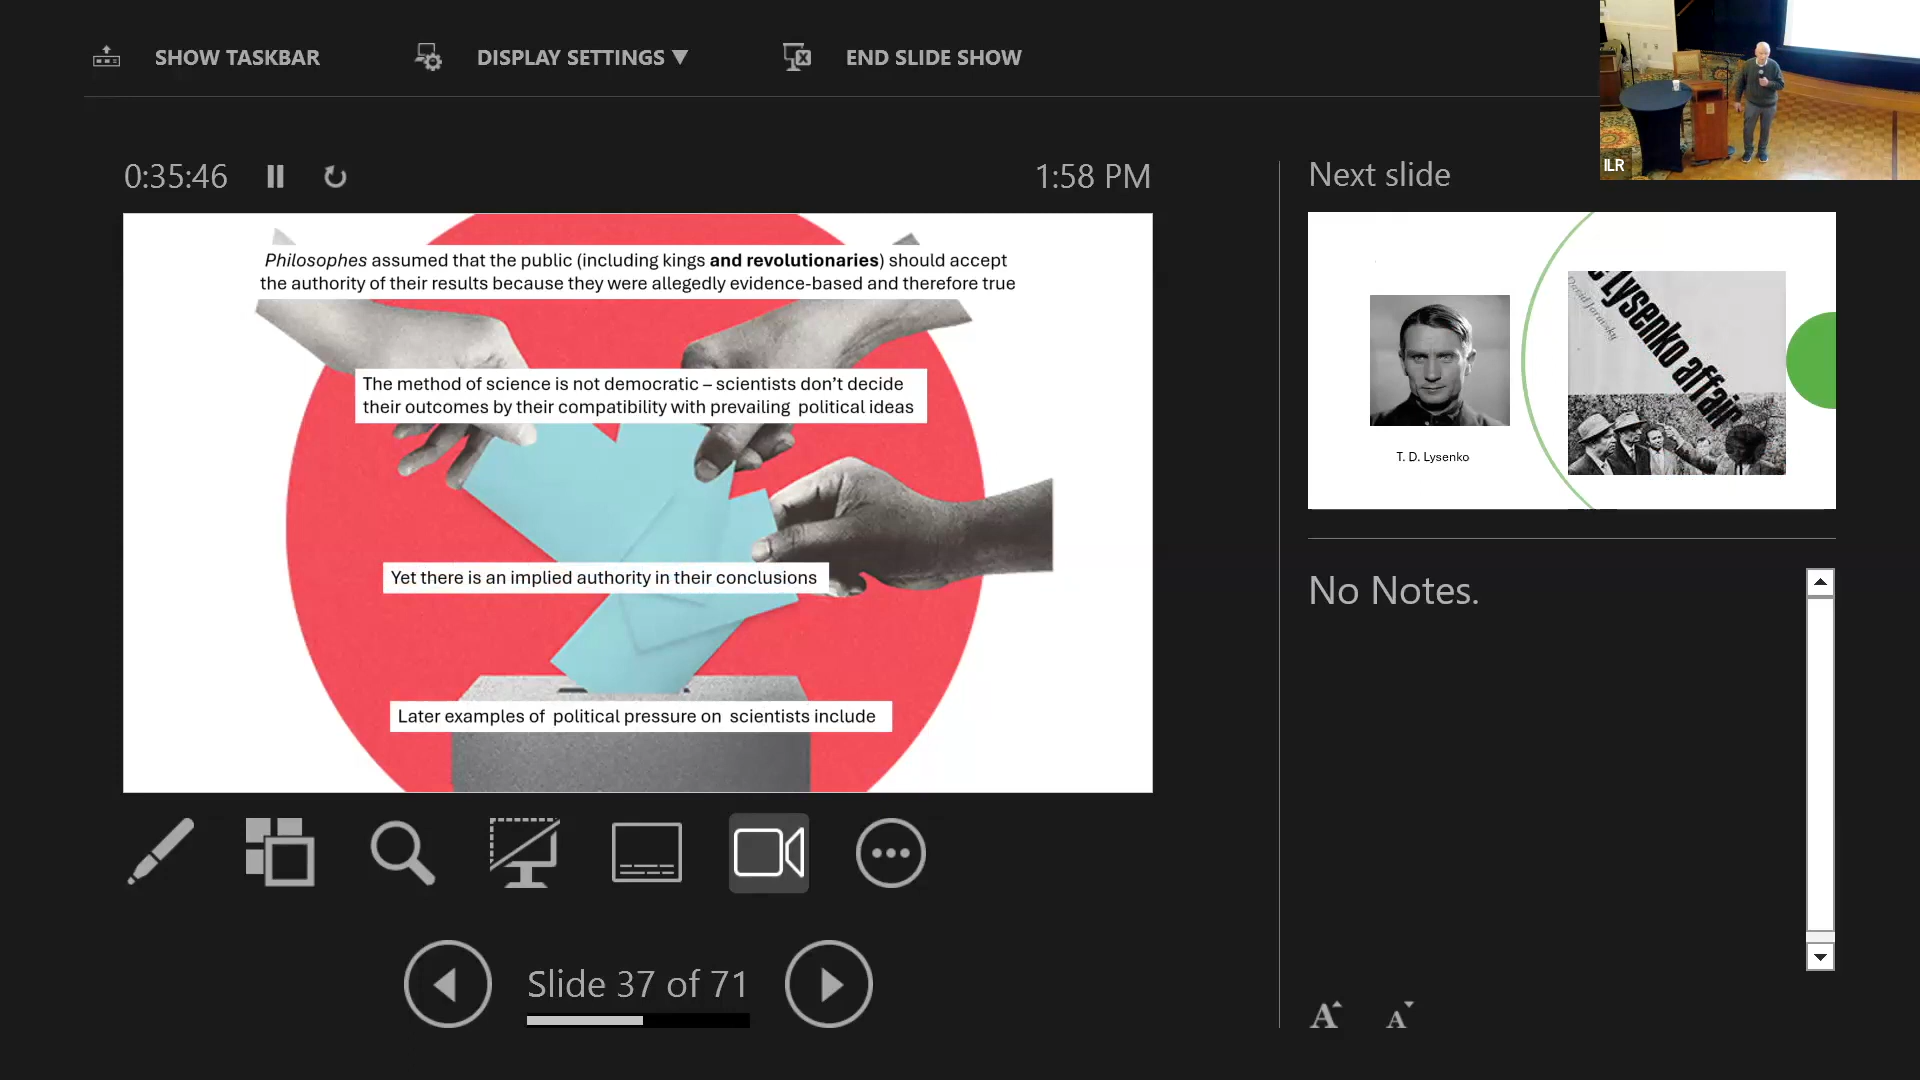 SHOW TASKBAR
DISPLAY SETTINGS ▼
END SLIDE SHOW
ILR
0:35:46
1:58 PM
Next slide
Philosophes assumed that the public (including kings and revolutionaries) should accept
the authority of their results because they were allegedly evidence-based and therefore true
The method of science is not democratic – scientists don’t decide
their outcomes by their compatibility with prevailing political ideas
Yet there is an implied authority in their conclusions
Later examples of political pressure on scientists include
David Joravsky
Lysenko affair
T. D. Lysenko
No Notes.
Slide 37 of 71
A
A